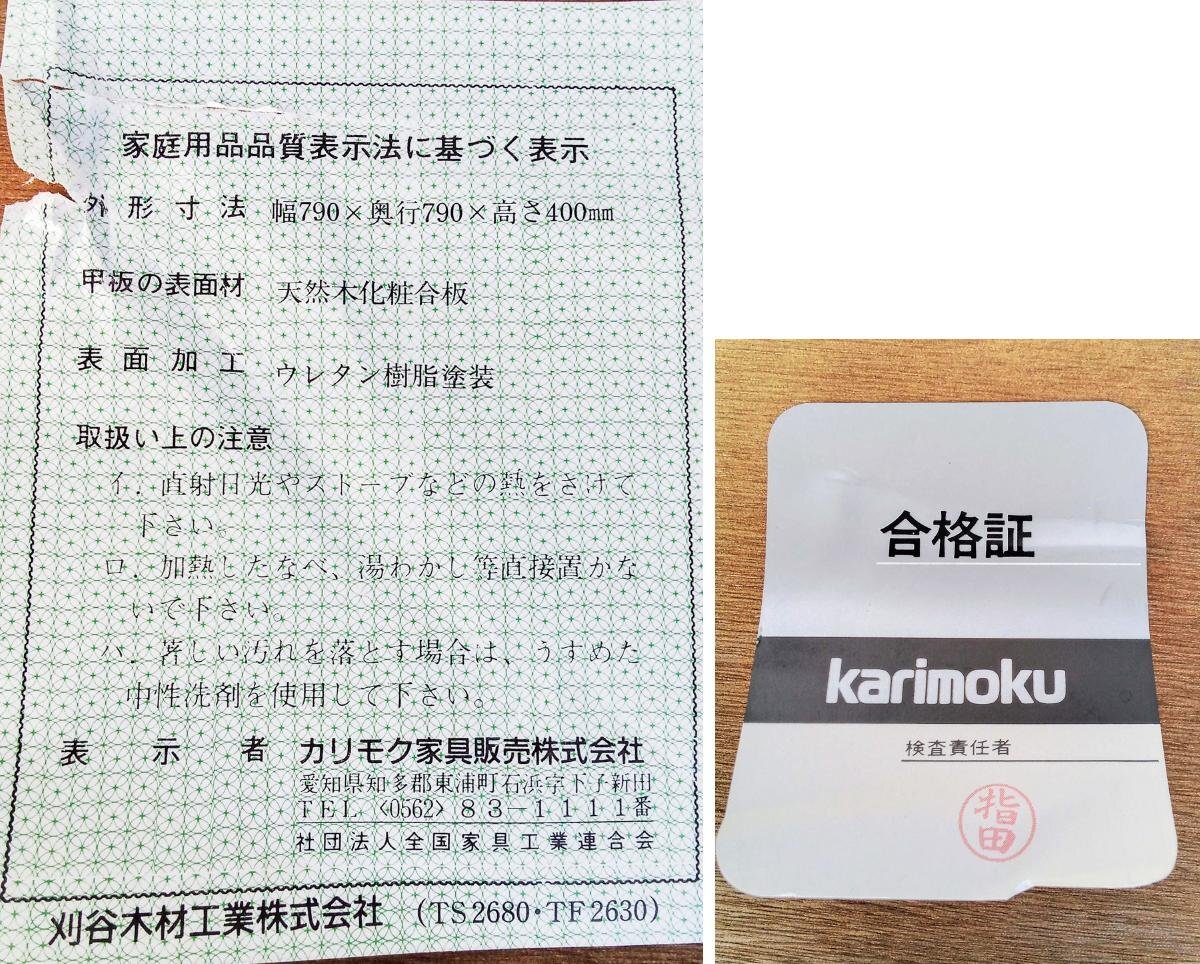 家庭用品品質表示法に基づく表示
外形寸法 幅790×奥行790×高さ400mm
甲板の表面材 天然木化粧合板
表面加工 ウレタン樹脂塗装
取扱い上の注意
イ. 直射日光やストーブなどの熱をさけて
下さい。
ロ. 加熱したなべ、湯わかし等直接置かな
いで下さい。
ハ. 著しい汚れを落とす場合は、うすめた
中性洗剤を使用して下さい。
表示者 カリモク家具販売株式会社
愛知県知多郡東浦町石浜字下子新田
TEL〈0562〉83-1111番
社団法人全国家具工業連合会
刈谷木材工業株式会社 (TS2680・TF2630)
合格証
karimoku
検査責任者
指田